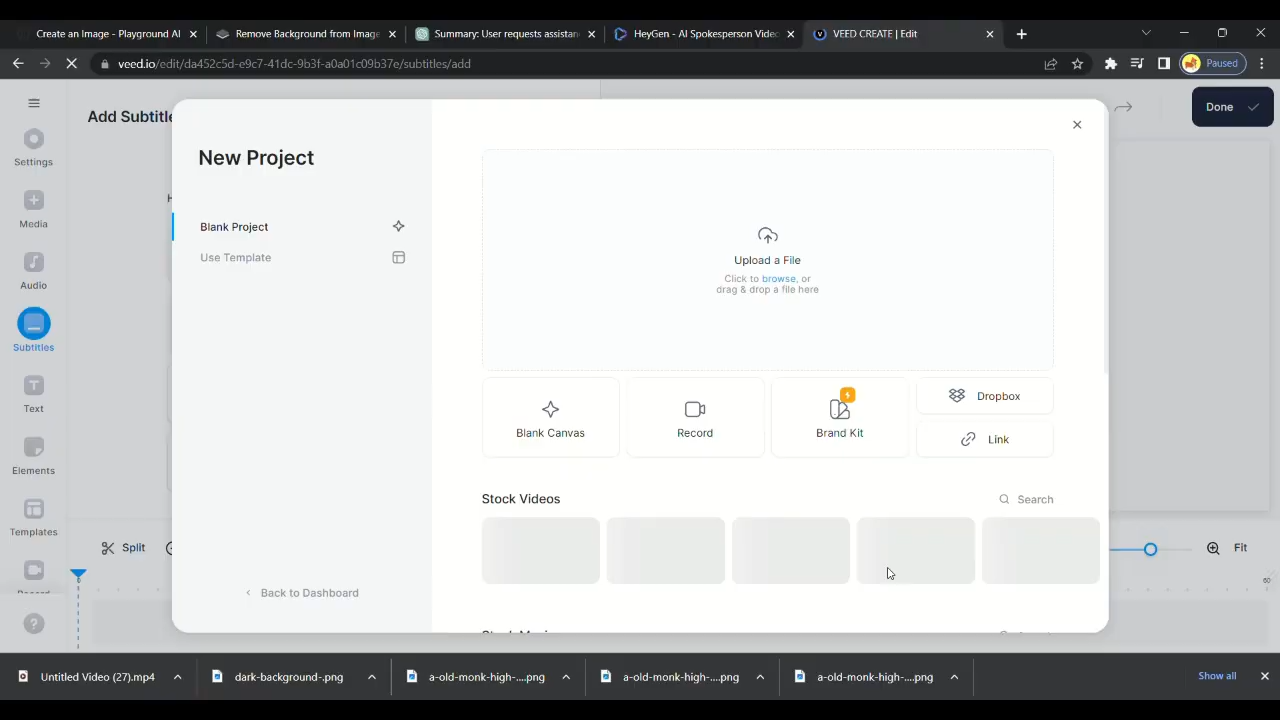 Create an Image - Playground AI
Remove Background from Image
Summary: User requests assistan
HeyGen - AI Spokesperson Video
VEED CREATE | Edit
veed.io/edit/da452c5d-e9c7-41dc-9b3f-a0a01c09b37e/subtitles/add
Paused
Add Subtitle
Done
Settings
Media
Audio
Subtitles
Text
Elements
Templates
New Project
Blank Project
Use Template
Back to Dashboard
Upload a File
Click to browse, or
drag & drop a file here
Blank Canvas
Record
Brand Kit
Dropbox
Link
Stock Videos
Search
Split
Fit
60
Untitled Video (27).mp4
dark-background-.png
a-old-monk-high-....png
a-old-monk-high-....png
a-old-monk-high-....png
Show all